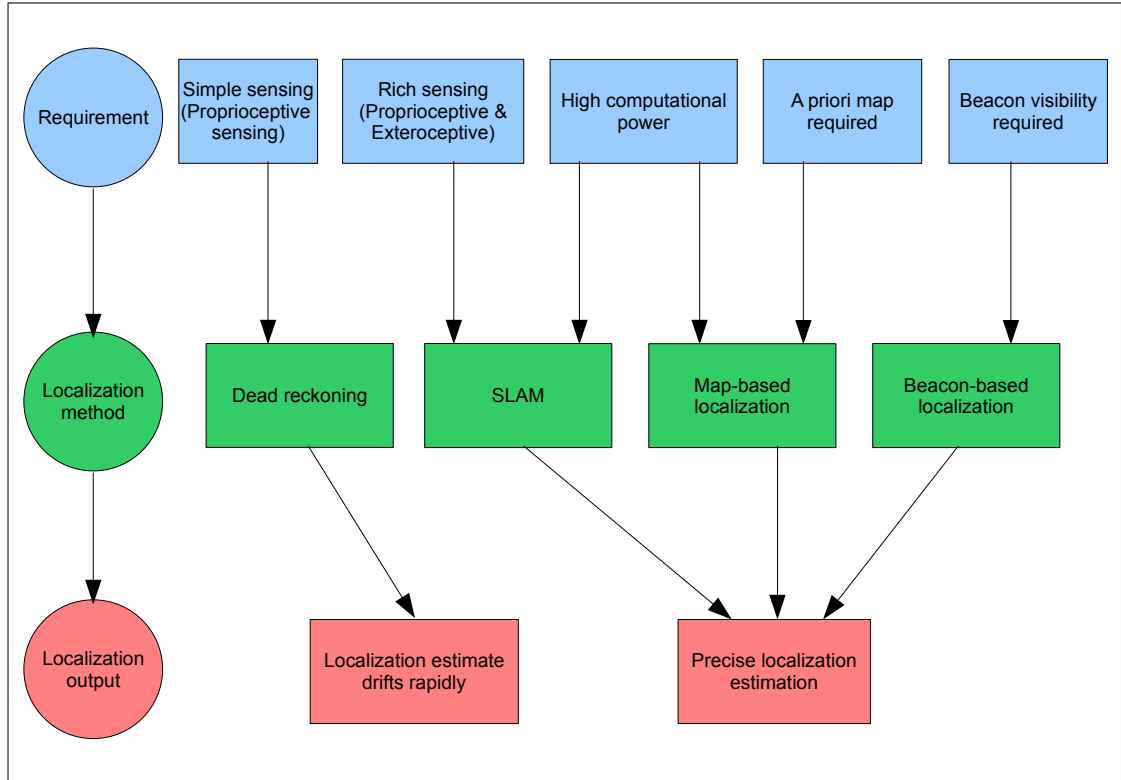 Requirement
Simple sensing
(Proprioceptive
sensing)
Rich sensing
(Proprioceptive &
Exteroceptive)
High computational
power
A priori map
required
Beacon visibility
required
Localization
method
Dead reckoning
SLAM
Map-based
localization
Beacon-based
localization
Localization
output
Localization estimate
drifts rapidly
Precise localization
estimation